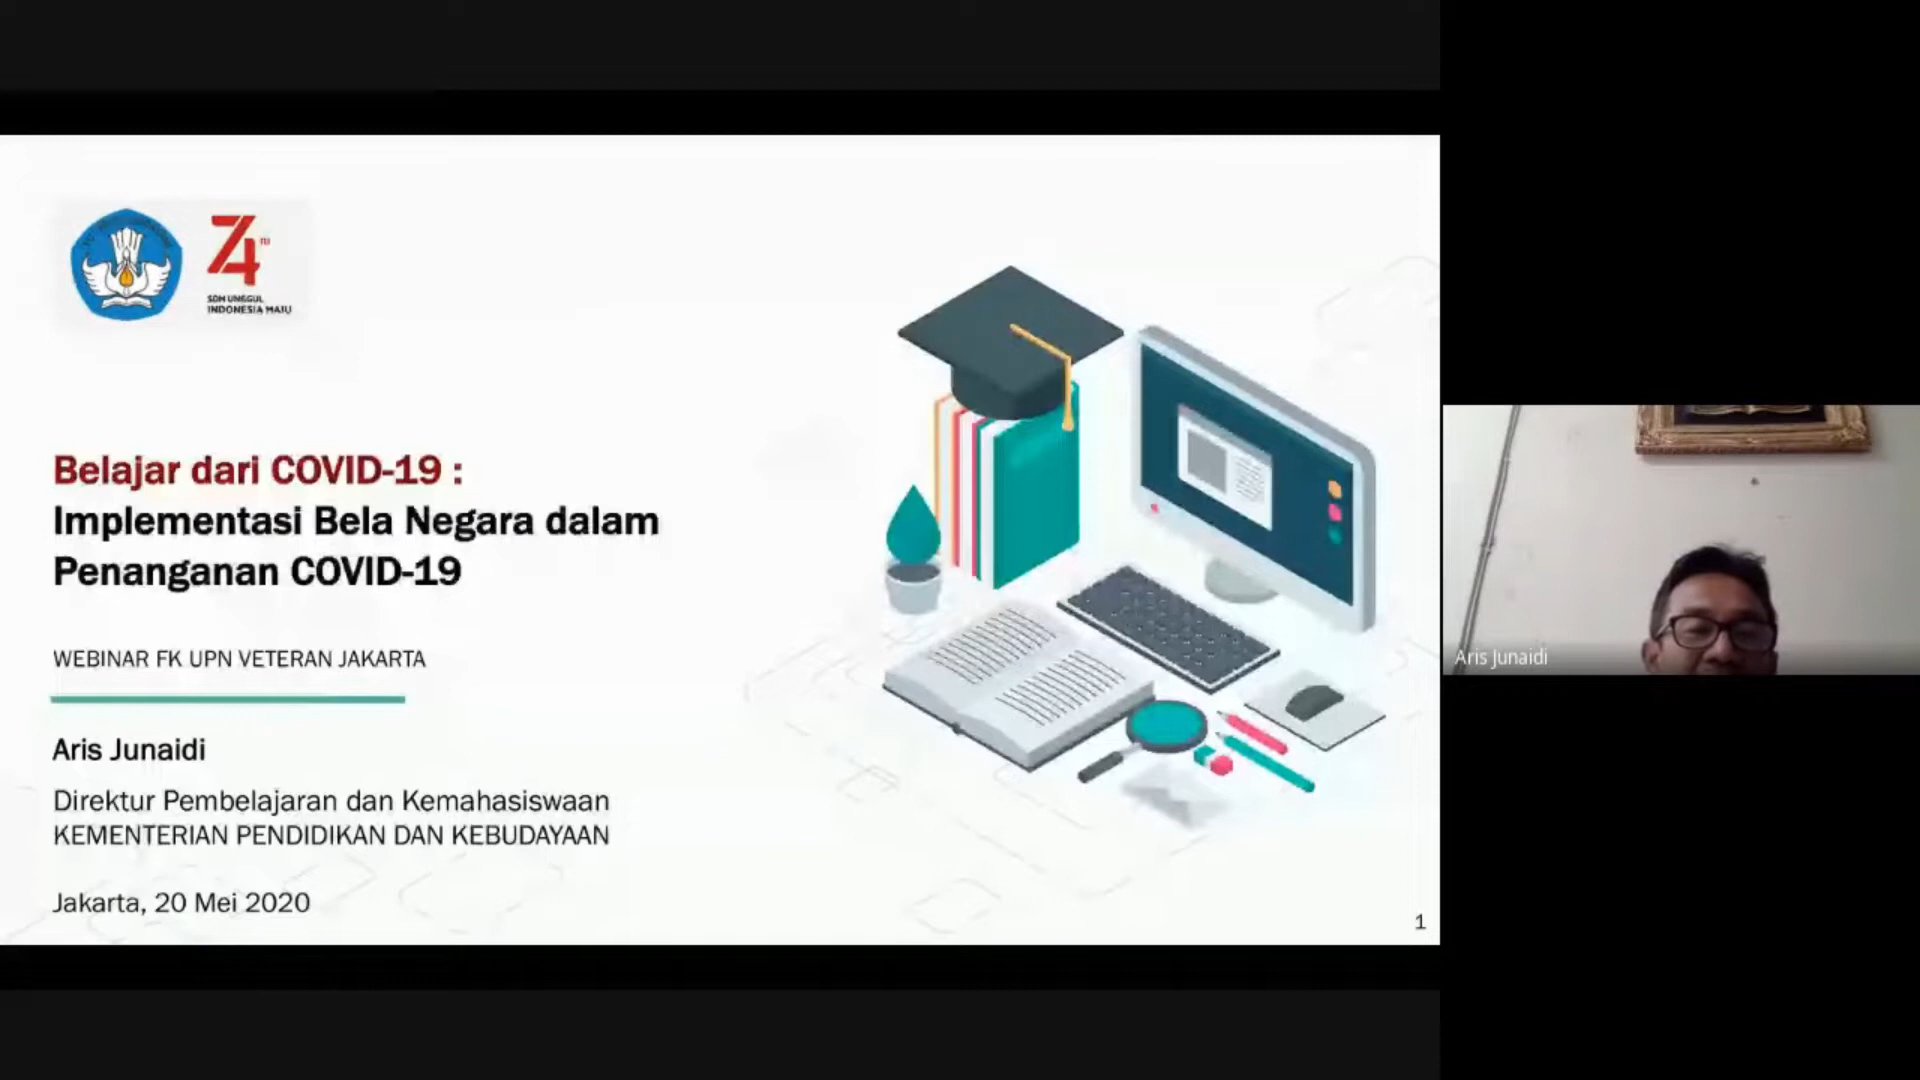 74
TH
SDM UNGGUL
INDONESIA MAJU
Belajar dari COVID-19 :
Implementasi Bela Negara dalam
Penanganan COVID-19
WEBINAR FK UPN VETERAN JAKARTA
Aris Junaidi
Direktur Pembelajaran dan Kemahasiswaan
KEMENTERIAN PENDIDIKAN DAN KEBUDAYAAN
Jakarta, 20 Mei 2020
1
Aris Junaidi